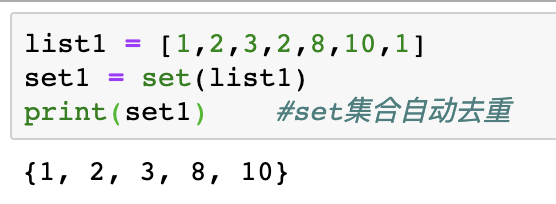 list1 = [1,2,3,2,8,10,1]
set1 = set(list1)
print(set1)    #set集合自动去重
{1, 2, 3, 8, 10}